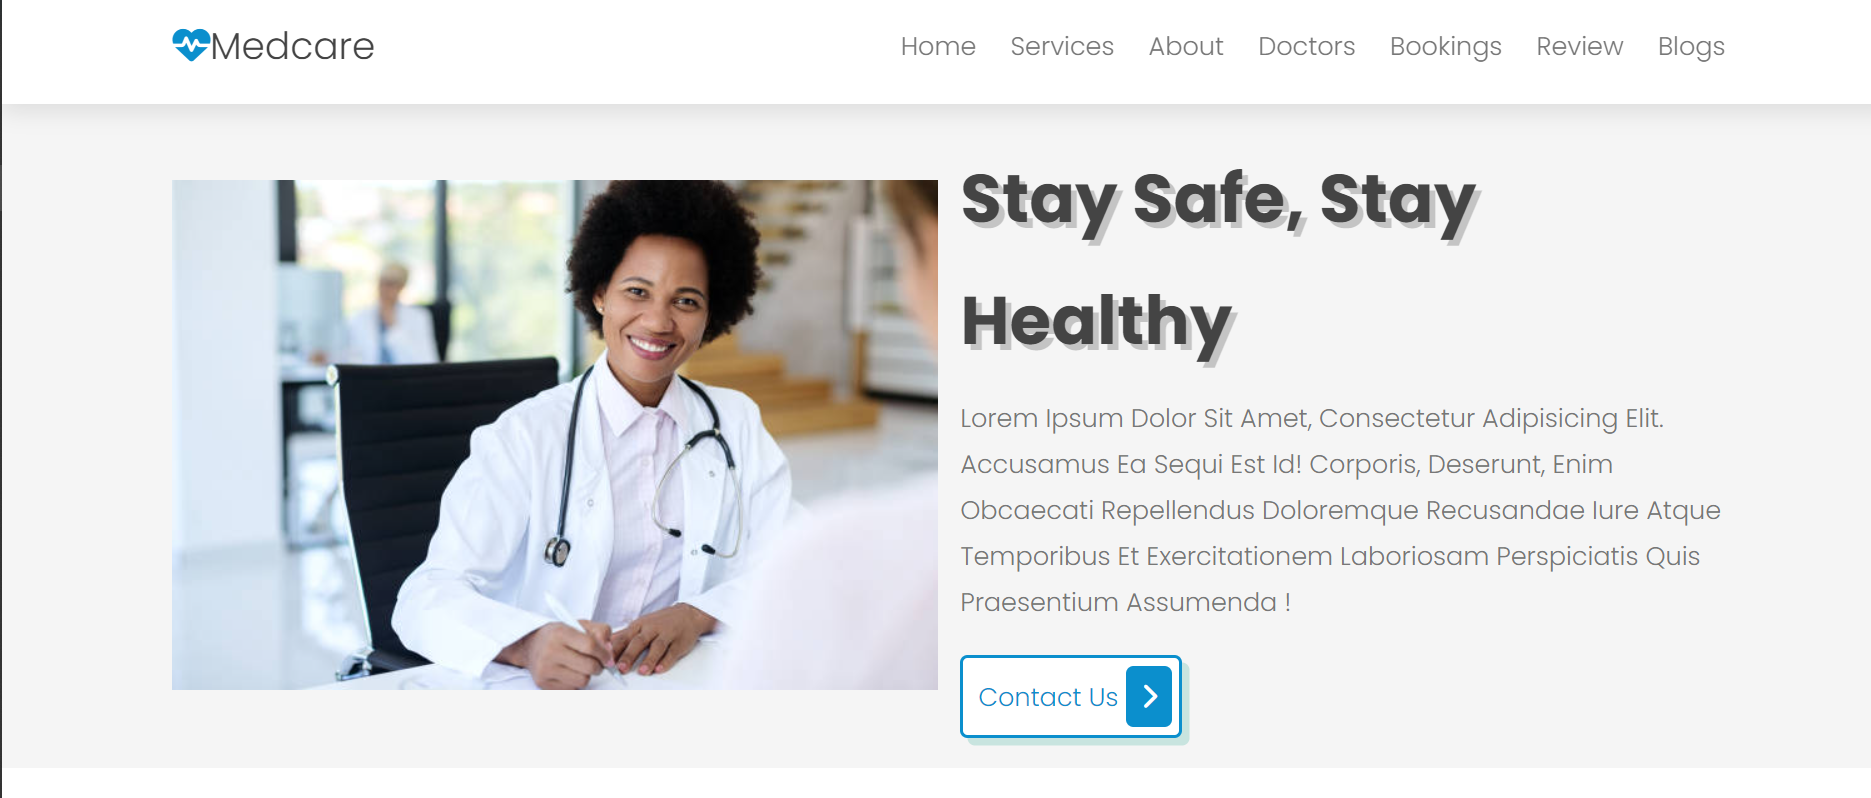 Medcare
Home Services About Doctors Bookings Review Blogs
Stay Safe, Stay
Healthy
Lorem Ipsum Dolor Sit Amet, Consectetur Adipisicing Elit.
Accusamus Ea Sequi Est Id! Corporis, Deserunt, Enim
Obcaecati Repellendus Doloremque Recusandae Iure Atque
Temporibus Et Exercitationem Laboriosam Perspiciatis Quis
Praesentium Assumenda !
Contact Us